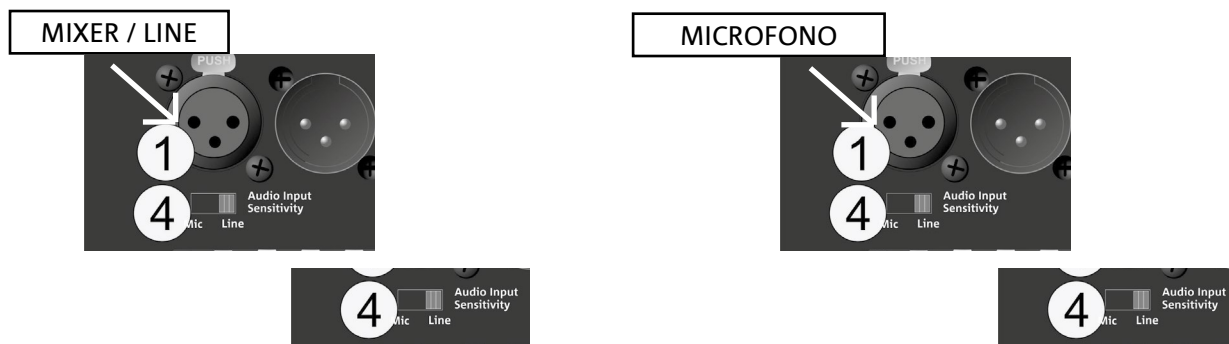 MIXER / LINE
PUSH
1
4
Audio Input
Sensitivity
Mic Line
4
Audio Input
Sensitivity
Mic Line
MICROFONO
PUSH
1
4
Audio Input
Sensitivity
Mic Line
4
Audio Input
Sensitivity
Mic Line